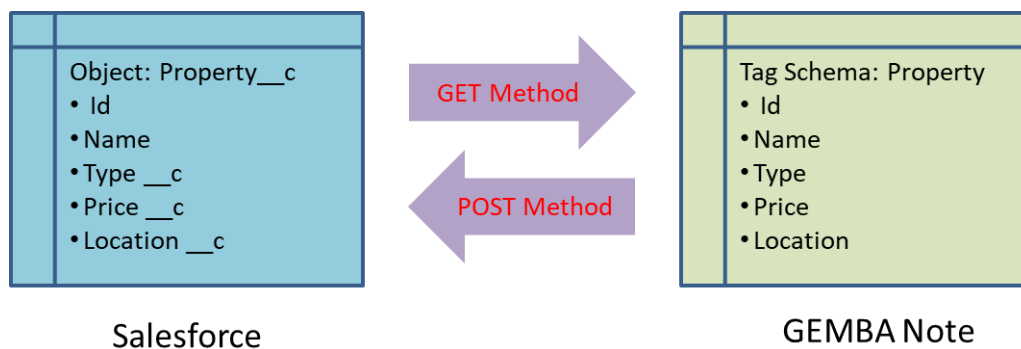 Object: Property__c
• Id
• Name
• Type __c
• Price __c
• Location __c
GET Method
POST Method
Tag Schema: Property
• Id
• Name
• Type
• Price
• Location
Salesforce
GEMBA Note